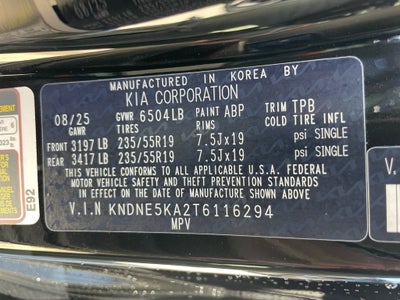 MANUFACTURED IN KOREA BY
KIA CORPORATION
08/25 GVWR 6504LB PAINT ABP TRIM TPB
GAWR TIRES RIMS COLD TIRE INFL
FRONT 3197LB 235/55R19 7.5Jx19 psi SINGLE
REAR 3417LB 235/55R19 7.5Jx19 psi SINGLE
THIS VEHICLE CONFORMS TO ALL APPLICABLE U.S.A. FEDERAL
MOTOR VEHICLE SAFETY AND THEFT PREVENTION STANDARDS
IN EFFECT ON THE DATE OF MANUFACTURE SHOWN ABOVE
V.I.N KNDNE5KA2T6116294
MPV
E92
V.